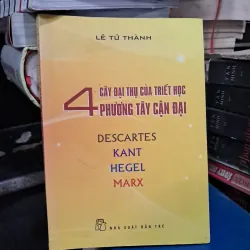 LÊ TỬ THÀNH
4 CÂY ĐẠI THỤ CỦA TRIẾT HỌC
PHƯƠNG TÂY CẬN ĐẠI
DESCARTES
KANT
HEGEL
MARX
NHÀ XUẤT BẢN TRẺ